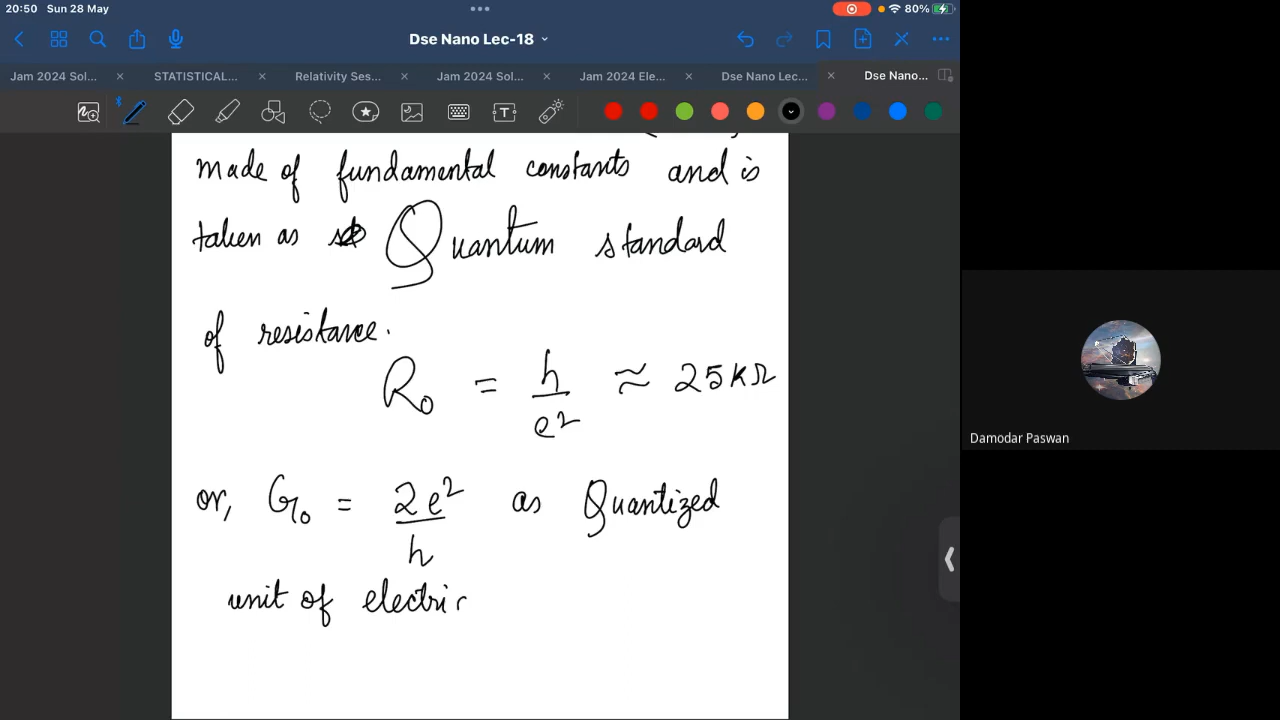 20:50 Sun 28 May
80%
Dse Nano Lec-18
Jam 2024 Sol...
STATISTICAL...
Relativity Ses...
Jam 2024 Sol...
Jam 2024 Ele...
Dse Nano Lec...
Dse Nano...
made of fundamental constants and is
taken as Quantum standard
of resistance.
R₀ = h/e² ≈ 25KΩ
or, G₀ = 2e²/h as Quantized
unit of electric
Damodar Paswan